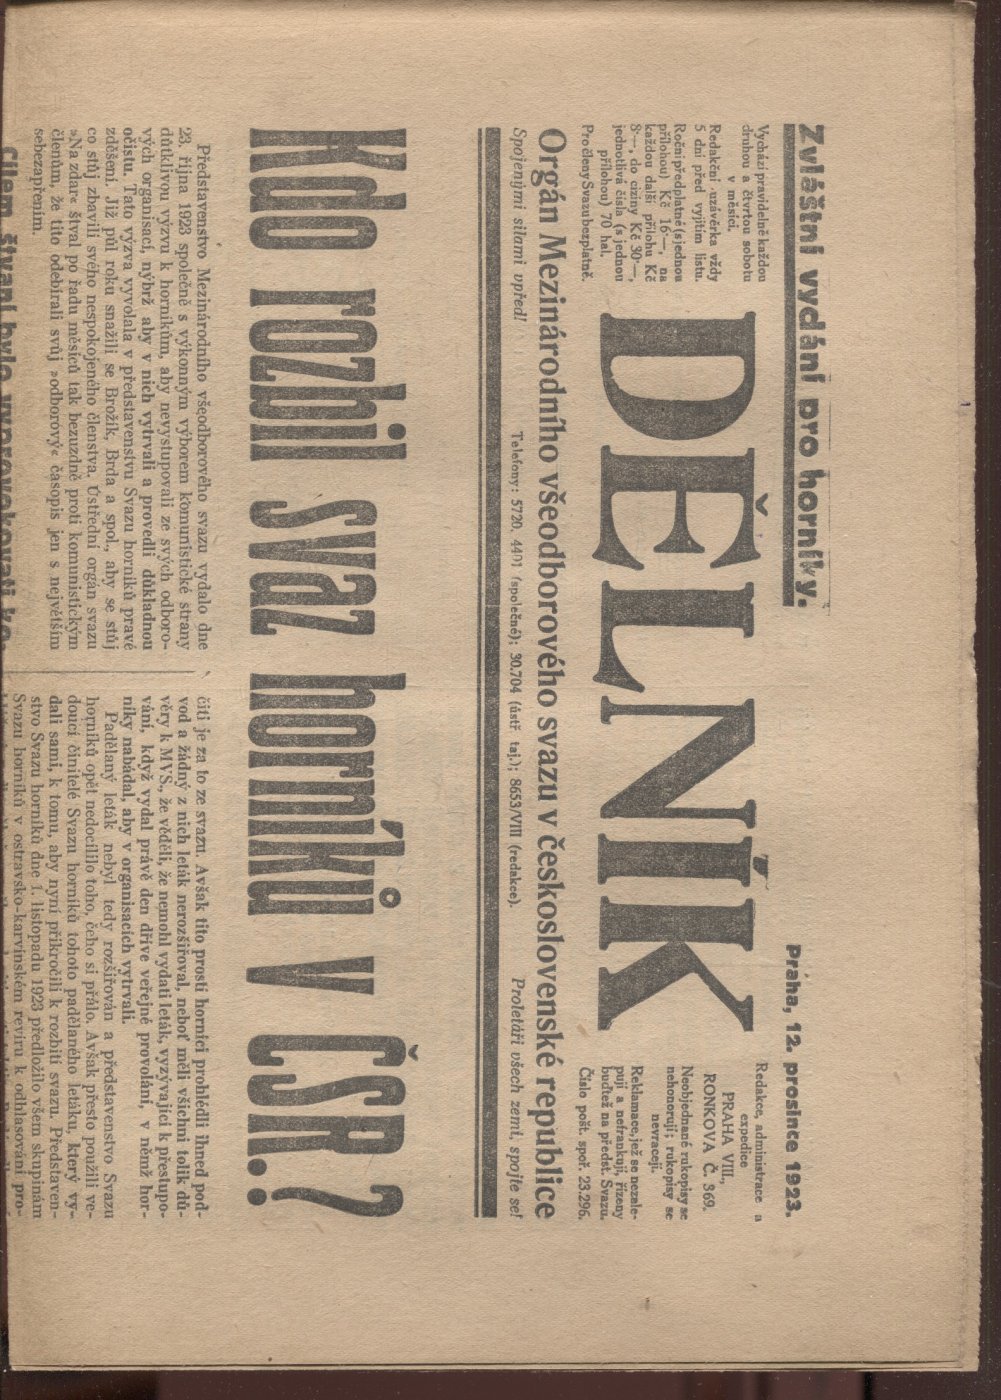 Zvláštní vydání pro horníky.
Praha, 12. prosince 1923.
Vychází pravidelně každou
druhou a čtvrtou sobotu
v měsíci.
Redakční uzávěrka vždy
5 dní před vyjitím listu.
Roční předplatné (s jednou
přílohou) Kč 16·—, na
každou další přílohu Kč
8·—, do ciziny Kč 30·—,
jednotlivá čísla (s jednou
přílohou) 70 hal.
Pro členy Svazu bezplatně.
DĚLNÍK
Redakce, administrace a
expedice
PRAHA VIII.,
RONKOVA Č. 369.
Neobjednané rukopisy se
nehonorují; rukopisy se
nevracejí.
Reklamace, jež se nezele-
pují a nefrankují, řízeny
buďtež na předst. Svazu.
Číslo pošt. spoř. 23.296.
Orgán Mezinárodního všeodborového svazu v československé republice
Spojenými silami vpřed!
Telefony: 5720, 4401 (společné); 30.704 (ústř. taj.); 8653/VIII (redakce).
Proletáři všech zemí, spojte se!
Kdo rozbil svaz horníků v ČSR.?
Představenstvo Mezinárodního všeodborového svazu vydalo dne
23. října 1923 společně s výkonným výborem komunistické strany
důtklivou výzvu k horníkům, aby nevystupovali ze svých odboro-
vých organisací, nýbrž aby v nich vytrvali a provedli důkladnou
očistu. Tato výzva vyvolala v představenstvu Svazu horníků pravé
zděšení. Již půl roku snažili se Brožík, Brda a spol., aby se stůj
co stůj zbavili svého nespokojeného členstva. Ústřední orgán svazu
»Na zdar« štval po řadu měsíců tak bezuzdně proti komunistickým
členům, že tito odebírali svůj »odborový« časopis jen s největším
sebezapřením.
Cílem štvaní bylo vyprovokovati ko-
čiti je za to ze svazu. Avšak tito prostí horníci prohlédli ihned pod-
vod a žádný z nich leták nerozšiřoval, neboť měli všichni tolik dů-
věry k MVS., že věděli, že nemohl vydati leták, vyzývající k přestupo-
vání, když vydal právě den dříve veřejné provolání, v němž hor-
níky nabádal, aby v organisacích vytrvali.
Padělaný leták nebyl tedy rozšiřován a představenstvo Svazu
horníků opět nedocílilo toho, čeho si přálo. Avšak přesto použili ve-
doucí činitelé Svazu horníků tohoto padělaného letáku, který vy-
dali sami, k tomu, aby nyní přikročili k rozbití svazu. Představen-
stvo Svazu horníků dne 1. listopadu 1923 předložilo všem skupinám
Svazu horníků v ostravsko-karvinském revíru k odhlasování pro-